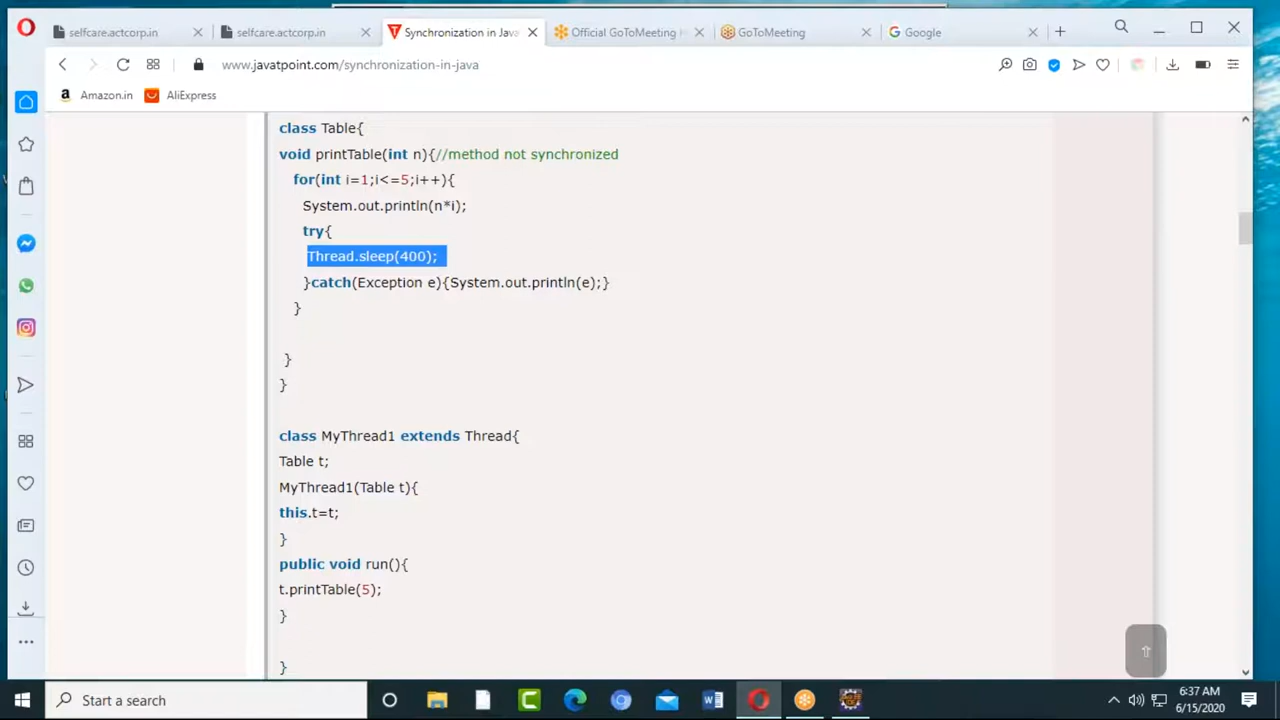 selfcare.actcorp.in
selfcare.actcorp.in
Synchronization in Java
Official GoToMeeting
GoToMeeting
Google
www.javatpoint.com/synchronization-in-java
Amazon.in
AliExpress
class Table{
void printTable(int n){//method not synchronized
for(int i=1;i<=5;i++){
System.out.println(n*i);
try{
Thread.sleep(400);
}catch(Exception e){System.out.println(e);}
}
}
}
class MyThread1 extends Thread{
Table t;
MyThread1(Table t){
this.t=t;
}
public void run(){
t.printTable(5);
}
}
Start a search
6:37 AM
6/15/2020